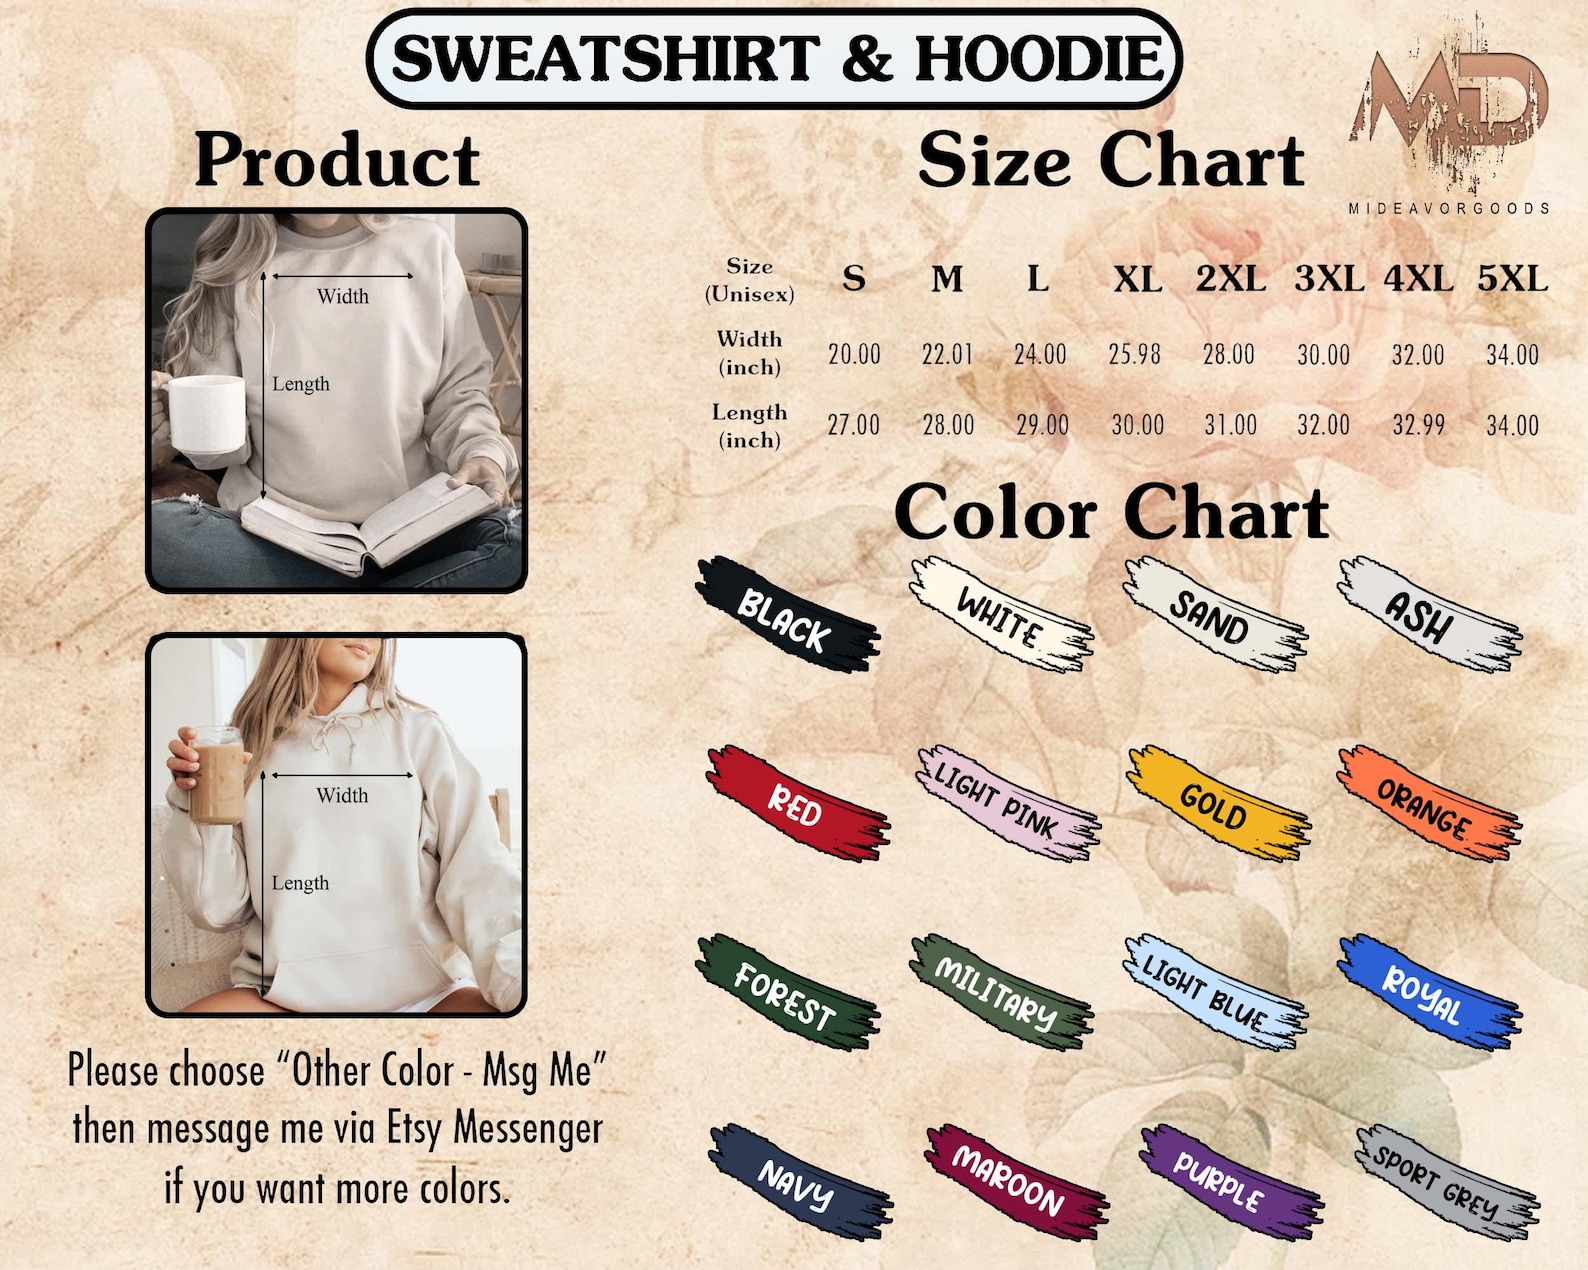 SWEATSHIRT & HOODIE
MD
MIDEAVORGOODS
Product
Width
Length
Width
Length
Please choose “Other Color - Msg Me”
then message me via Etsy Messenger
if you want more colors.
Size Chart
Size (Unisex) S M L XL 2XL 3XL 4XL 5XL
Width (inch) 20.00 22.01 24.00 25.98 28.00 30.00 32.00 34.00
Length (inch) 27.00 28.00 29.00 30.00 31.00 32.00 32.99 34.00
Color Chart
BLACK WHITE SAND ASH
RED LIGHT PINK GOLD ORANGE
FOREST MILITARY LIGHT BLUE ROYAL
NAVY MAROON PURPLE SPORT GREY